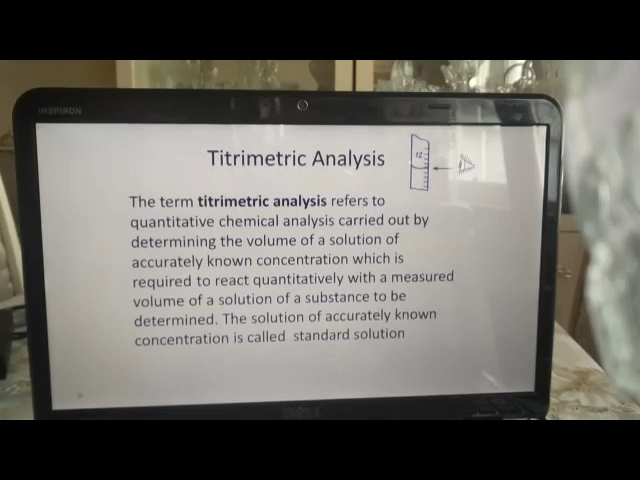 INSPIRON
Titrimetric Analysis
12
The term titrimetric analysis refers to
quantitative chemical analysis carried out by
determining the volume of a solution of
accurately known concentration which is
required to react quantitatively with a measured
volume of a solution of a substance to be
determined. The solution of accurately known
concentration is called standard solution